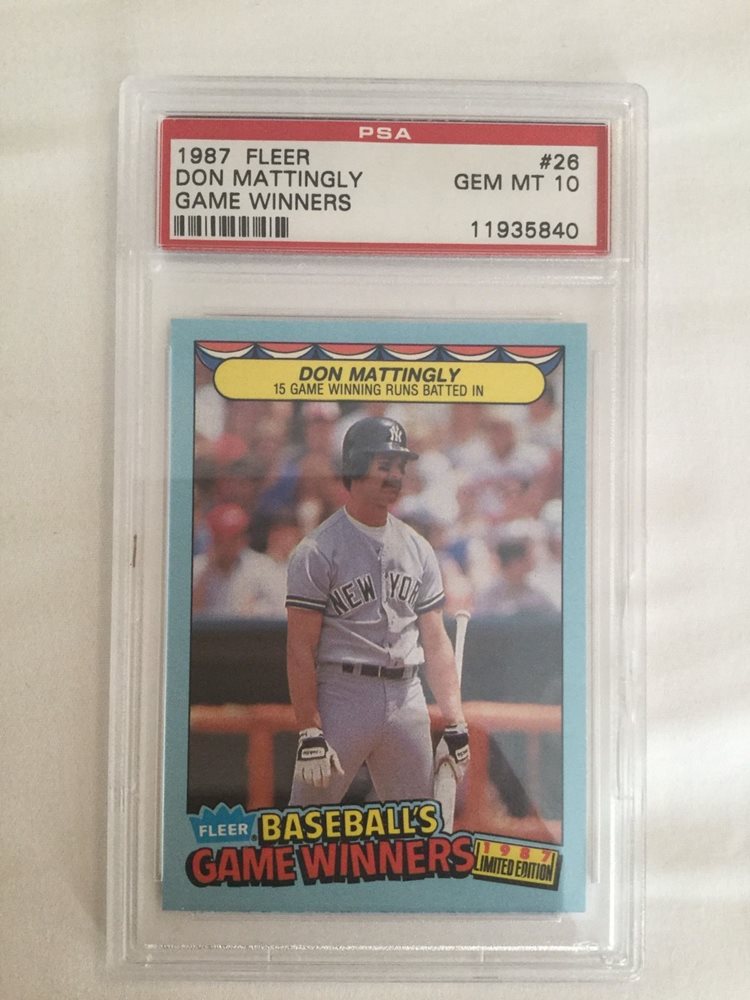 PSA
1987 FLEER #26
DON MATTINGLY GEM MT 10
GAME WINNERS
11935840
DON MATTINGLY
15 GAME WINNING RUNS BATTED IN
NY
NEW YOR
FLEER
BASEBALL'S
GAME WINNERS
1987
LIMITED EDITION